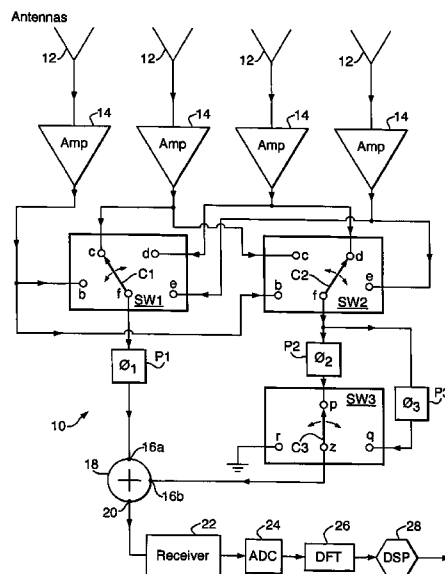 Antennas
12 12 12 12
14 14 14 14
Amp Amp Amp Amp
c d c d
C1 C2
b e b e
f SW1 f SW2
P2
Ø1 P1 Ø2 P3
Ø3
SW3
p
10
r C3 z q
16a
18 +
16b
20
22 24 26 28
Receiver ADC DFT DSP